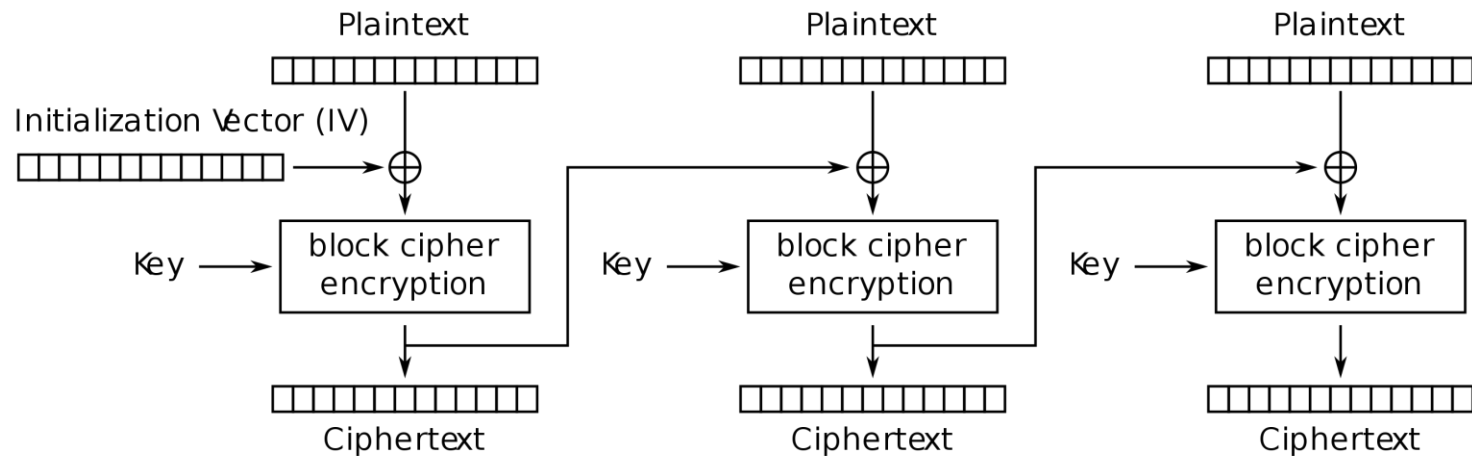 Plaintext
Plaintext
Plaintext
Initialization Vector (IV)
Key
block cipher
encryption
Key
block cipher
encryption
Key
block cipher
encryption
Ciphertext
Ciphertext
Ciphertext